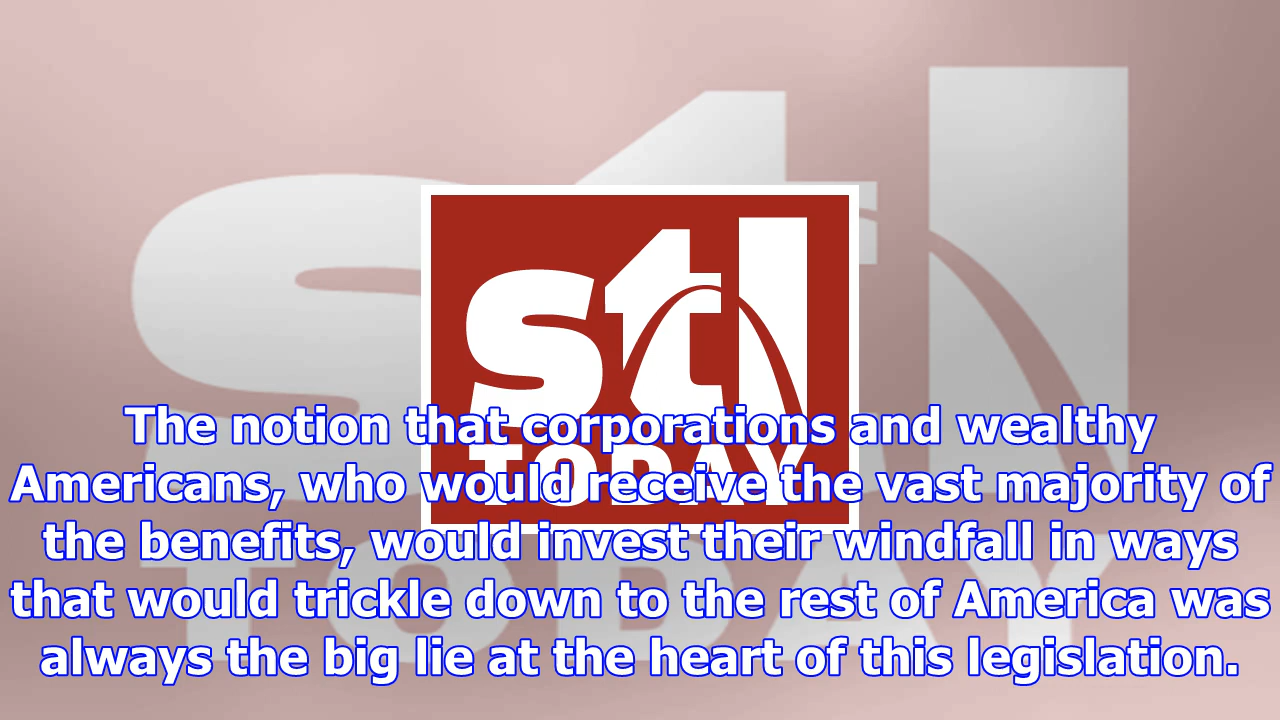 stl
TODAY
The notion that corporations and wealthy
Americans, who would receive the vast majority of
the benefits, would invest their windfall in ways
that would trickle down to the rest of America was
always the big lie at the heart of this legislation.
stl
TODAY